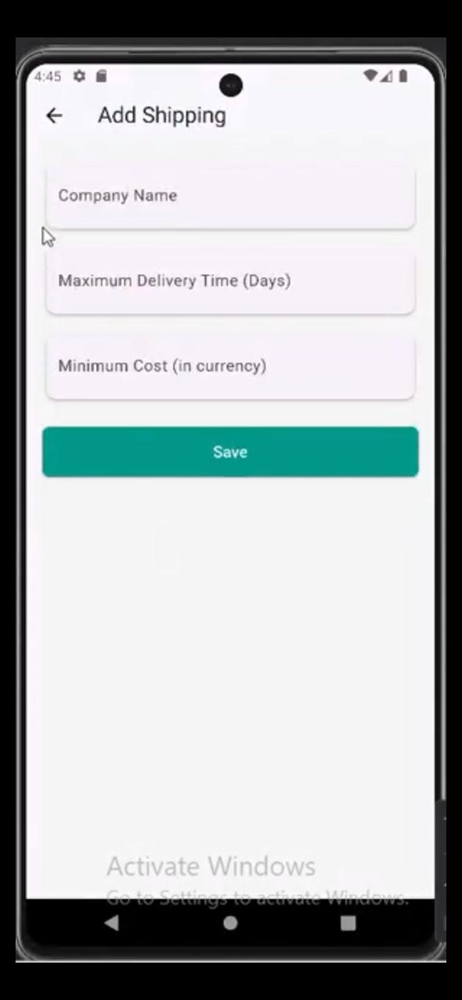 4:45
Add Shipping
Company Name
Maximum Delivery Time (Days)
Minimum Cost (in currency)
Save
Activate Windows
Go to Settings to activate Windows.